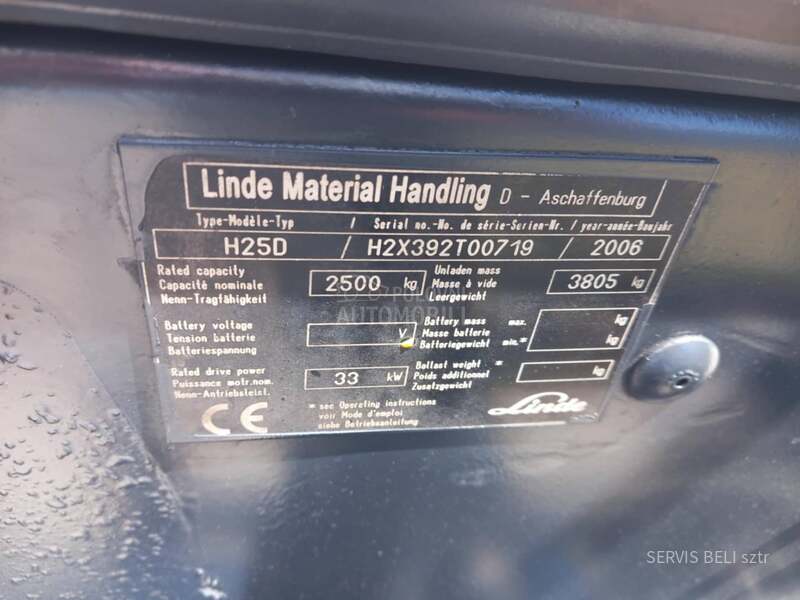 Linde Material Handling D - Aschaffenburg
Type-Modèle-Typ / Serial no.-No. de série-Serien-Nr. / year-année-Baujahr
H25D / H2X392T00719 / 2006
Rated capacity
Capacité nominale
Nenn-Tragfähigkeit
2500 kg
Unladen mass
Masse à vide
Leergewicht
3805 kg
Battery voltage
Tension batterie
Batteriespannung
V
Battery mass max.
Masse batterie
Batteriegewicht min.*
kg
kg
Rated drive power
Puissance motr.nom.
Nenn-Antriebsleist.
33 kW
Ballast weight *
Poids additionnel
Zusatzgewicht
kg
CE
* see Operating instructions
voir Mode d'emploi
siehe Betriebsanleitung
Linde
POLOVNI
AUTOMOBILI
SERVIS BELI sztr